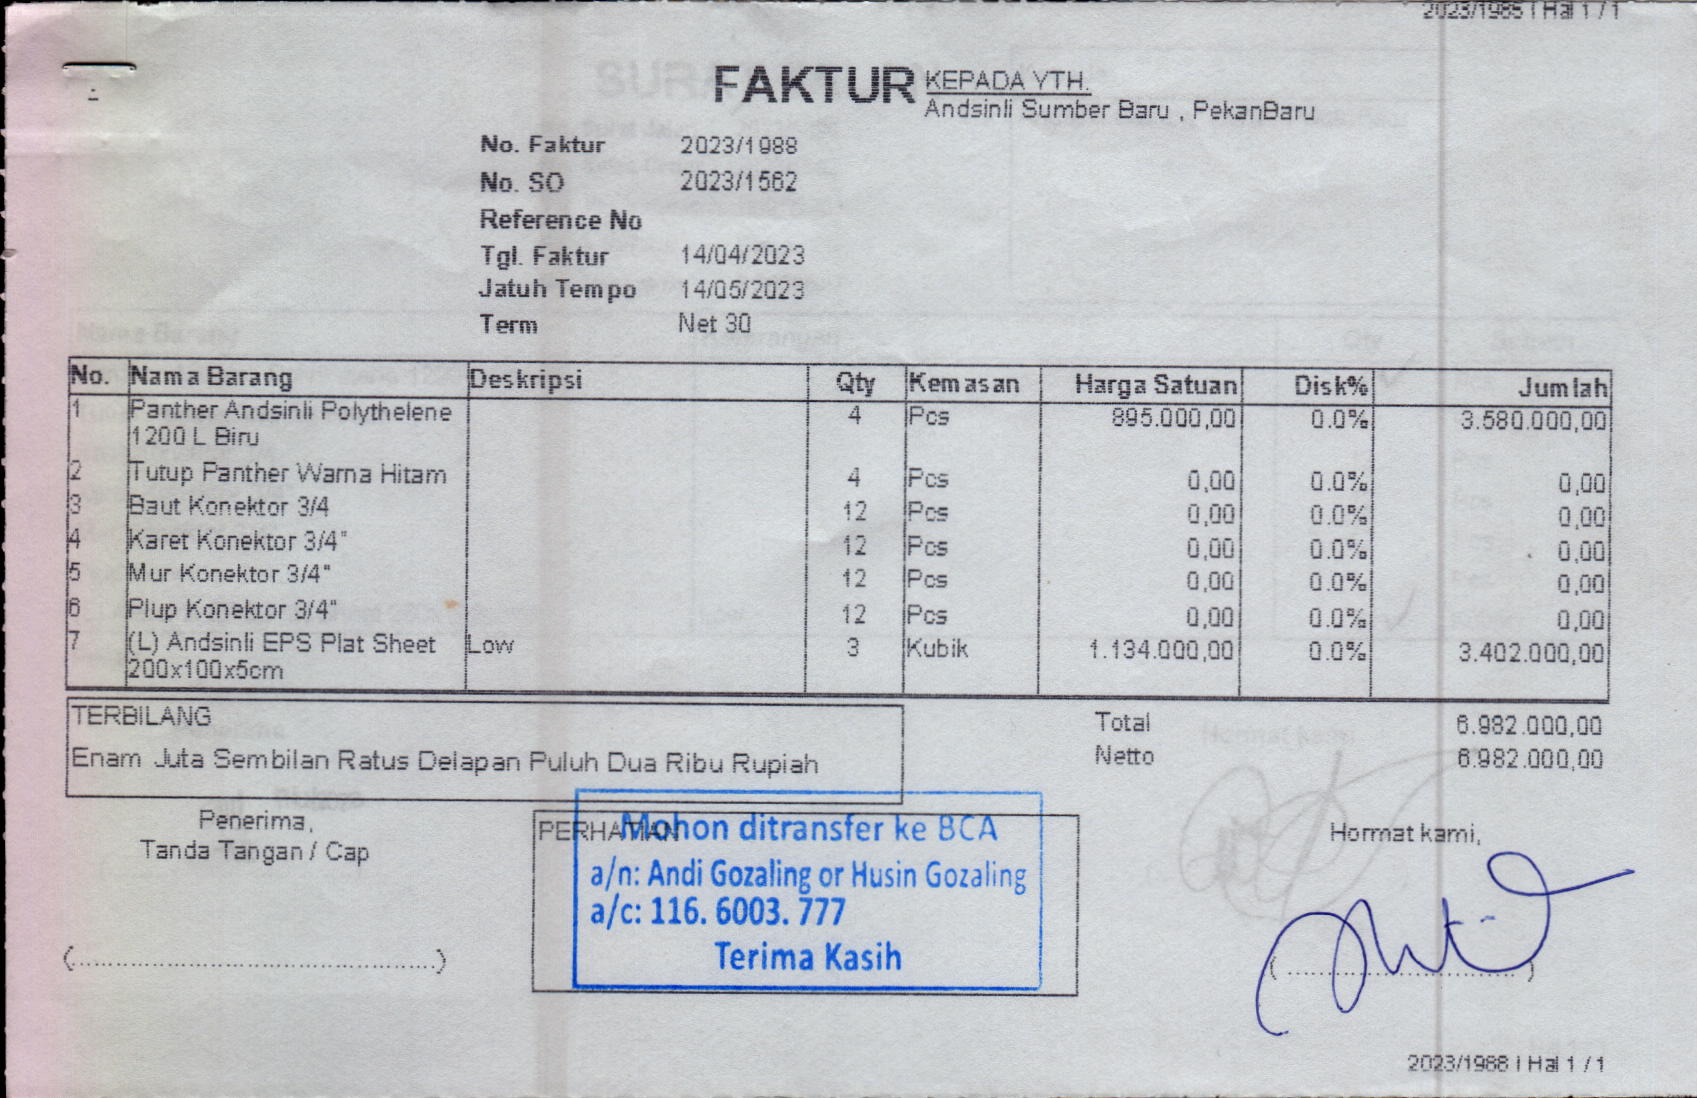 2023/1985 | Hal 1 / 1
FAKTUR
KEPADA YTH.
Andsinli Sumber Baru , PekanBaru
No. Faktur 2023/1988
No. SO 2023/1562
Reference No
Tgl. Faktur 14/04/2023
Jatuh Tempo 14/05/2023
Term Net 30
No. Nama Barang Deskripsi Qty Kemasan Harga Satuan Disk% Jumlah
1 Panther Andsinli Polythelene 4 Pcs 895.000,00 0.0% 3.580.000,00
1200 L Biru
2 Tutup Panther Warna Hitam 4 Pcs 0,00 0.0% 0,00
3 Baut Konektor 3/4 12 Pcs 0,00 0.0% 0,00
4 Karet Konektor 3/4" 12 Pcs 0,00 0.0% 0,00
5 Mur Konektor 3/4" 12 Pcs 0,00 0.0% 0,00
6 Plup Konektor 3/4" 12 Pcs 0,00 0.0% 0,00
7 (L) Andsinli EPS Plat Sheet Low 3 Kubik 1.134.000,00 0.0% 3.402.000,00
200x100x5cm
TERBILANG
Enam Juta Sembilan Ratus Delapan Puluh Dua Ribu Rupiah
Total 6.982.000,00
Netto 6.982.000,00
Penerima,
Tanda Tangan / Cap
(............................................)
PERHATIAN
Mohon ditransfer ke BCA
a/n: Andi Gozaling or Husin Gozaling
a/c: 116. 6003. 777
Terima Kasih
Hormat kami,
(..............................)
2023/1988 | Hal 1 / 1